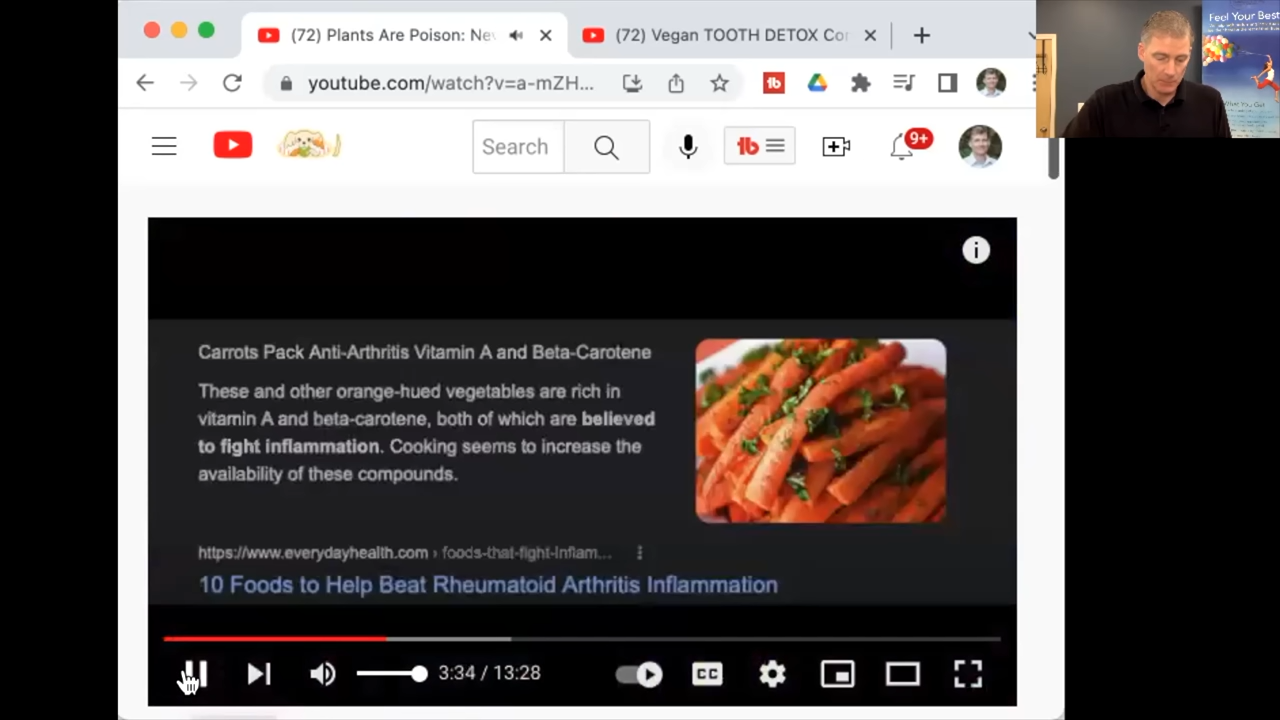 (72) Plants Are Poison: Ne
(72) Vegan TOOTH DETOX Co
youtube.com/watch?v=a-mZH...
Search
9+
Feel Your Best
What You Get
Carrots Pack Anti-Arthritis Vitamin A and Beta-Carotene
These and other orange-hued vegetables are rich in
vitamin A and beta-carotene, both of which are believed
to fight inflammation. Cooking seems to increase the
availability of these compounds.
https://www.everydayhealth.com › foods-that-fight-inflam...
10 Foods to Help Beat Rheumatoid Arthritis Inflammation
3:34 / 13:28
CC